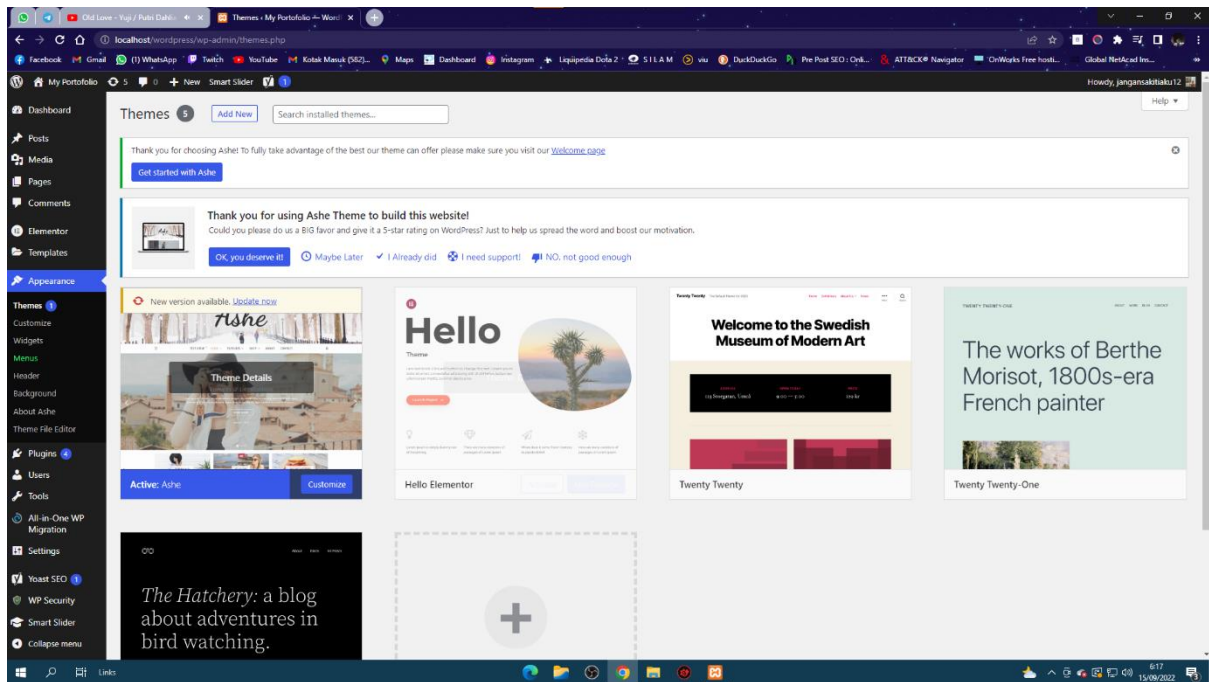 Old Love - Yuji / Putri Dahlia
Themes ‹ My Portofolio — Word
localhost/wordpress/wp-admin/themes.php
Facebook
Gmail
(1) WhatsApp
Twitch
YouTube
Kotak Masuk (582)...
Maps
Dashboard
Instagram
Liquipedia Dota 2
S I L A M
viu
DuckDuckGo
Pre Post SEO : Onli...
ATT&CK® Navigator
OnWorks Free hosti...
Global NetAcad Ins...
My Portofolio
5
0
New
Smart Slider
1
Howdy, jangansakitiaku12
Help
Dashboard
Posts
Media
Pages
Comments
Elementor
Templates
Appearance
Themes 1
Customize
Widgets
Menus
Header
Background
About Ashe
Theme File Editor
Plugins 4
Users
Tools
All-in-One WP
Migration
Settings
Yoast SEO 1
WP Security
Smart Slider
Collapse menu
Themes 5
Add New
Search installed themes...
Thank you for choosing Ashe! To fully take advantage of the best our theme can offer please make sure you visit our Welcome page
Get started with Ashe
Thank you for using Ashe Theme to build this website!
Could you please do us a BIG favor and give it a 5-star rating on WordPress? Just to help us spread the word and boost our motivation.
OK, you deserve it!
Maybe Later
I Already did
I need support!
NO, not good enough
New version available. Update now
Ashe
Theme Details
Active: Ashe
Customize
Hello
Theme
Hello Elementor
Twenty Twenty
Welcome to the Swedish
Museum of Modern Art
Twenty Twenty
TWENTY TWENTY-ONE
The works of Berthe
Morisot, 1800s-era
French painter
Twenty Twenty-One
The Hatchery: a blog
about adventures in
bird watching.
Links
6:17
15/09/2022